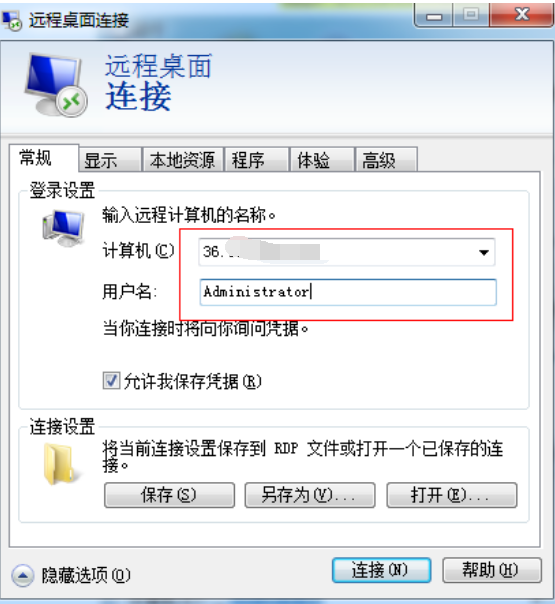 远程桌面连接
远程桌面
连接
常规 显示 本地资源 程序 体验 高级
登录设置
输入远程计算机的名称。
计算机(C) 36.
用户名: Administrator
当你连接时将向你询问凭据。
允许我保存凭据(R)
连接设置
将当前连接设置保存到 RDP 文件或打开一个已保存的连
接。
保存(S) 另存为(V)... 打开(E)...
隐藏选项(O) 连接(N) 帮助(H)